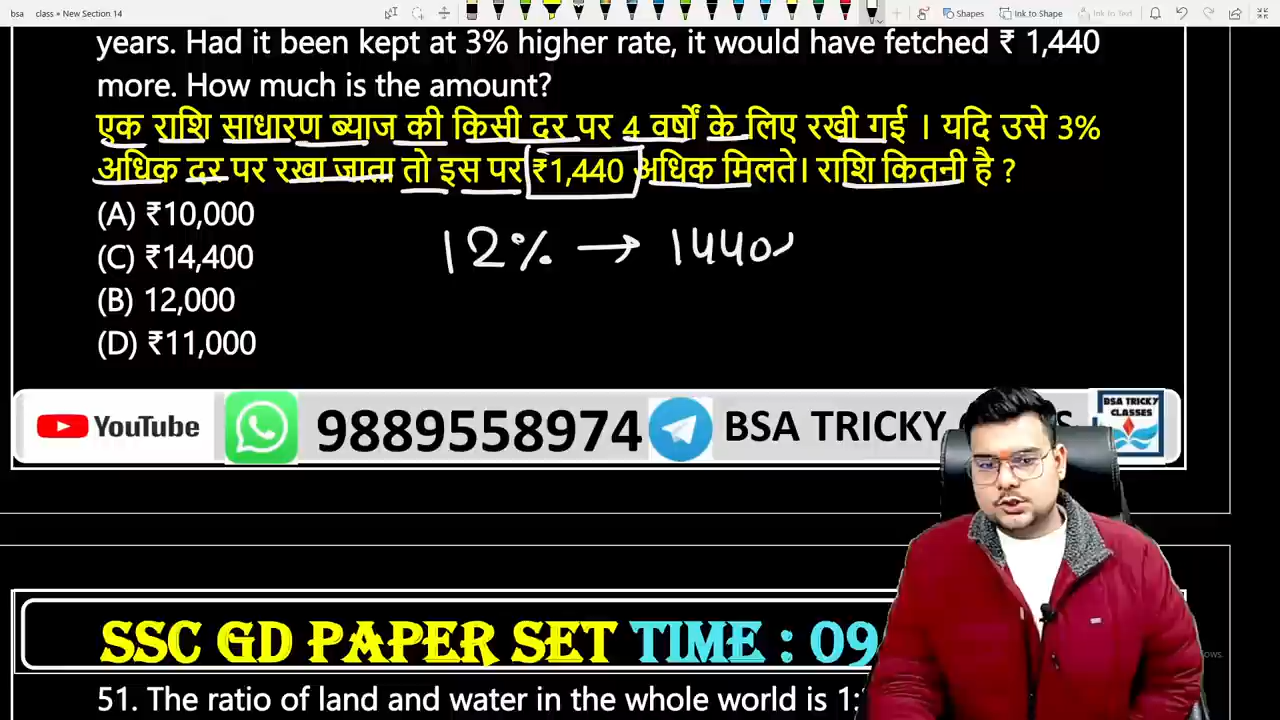 bsa class » New Section 14
Shapes Ink to Shape Ink to Text
years. Had it been kept at 3% higher rate, it would have fetched ₹ 1,440
more. How much is the amount?
एक राशि साधारण ब्याज की किसी दर पर 4 वर्षों के लिए रखी गई । यदि उसे 3%
अधिक दर पर रखा जाता तो इस पर ₹1,440 अधिक मिलते। राशि कितनी है ?
(A) ₹10,000
12% → 1440
(C) ₹14,400
(B) 12,000
(D) ₹11,000
YouTube 9889558974 BSA TRICKY
BSA TRICKY
CLASSES
SSC GD PAPER SET TIME : 09
51. The ratio of land and water in the whole world is 1: